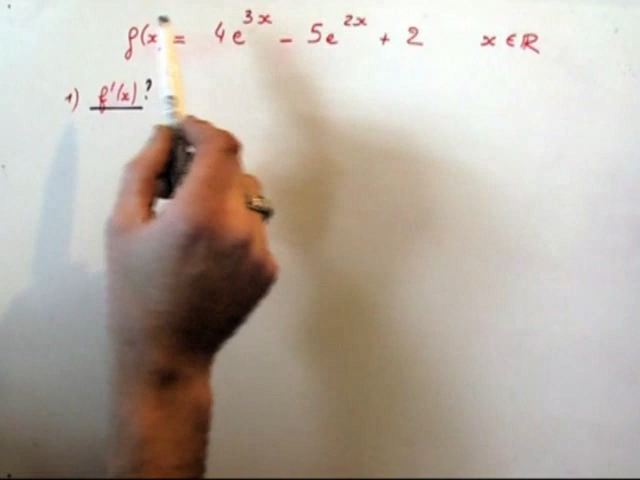 f(x) = 4e^{3x} - 5e^{2x} + 2 x ∈ ℝ
1) f'(x) ?